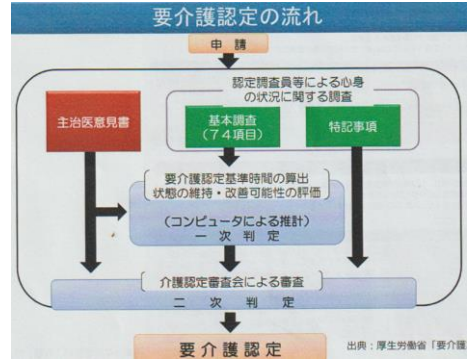 要介護認定の流れ
申 請
認定調査員等による心身
の状況に関する調査
主治医意見書
基本調査
(74項目)
特記事項
要介護認定基準時間の算出
状態の維持・改善可能性の評価
(コンピュータによる推計)
一 次 判 定
介護認定審査会による審査
二 次 判 定
要介護認定
出典:厚生労働省「要介護